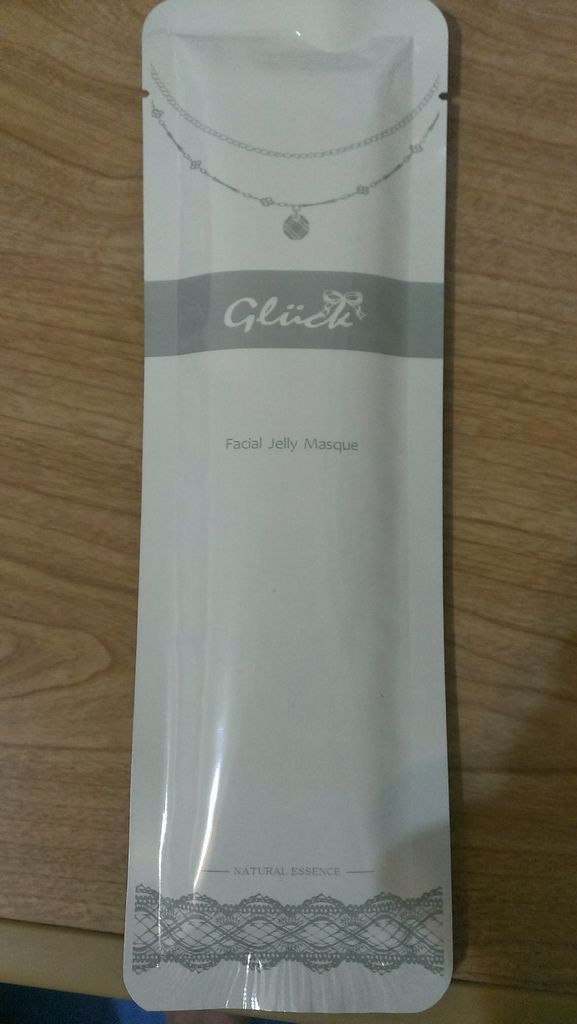 Glück
Facial Jelly Masque
NATURAL ESSENCE